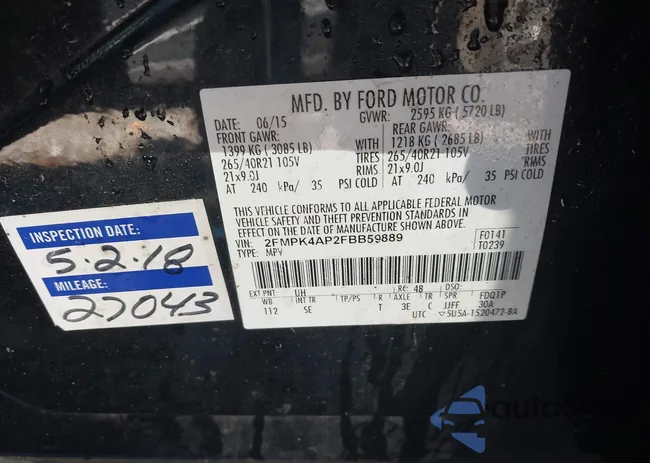 MFD. BY FORD MOTOR CO.
DATE: 06/15 GVWR: 2595 KG ( 5720 LB)
FRONT GAWR: REAR GAWR:
1399 KG ( 3085 LB) WITH 1218 KG ( 2685 LB) WITH
265/40R21 105V TIRES 265/40R21 105V TIRES
21x9.0J RIMS 21x9.0J RIMS
AT 240 kPa/ 35 PSI COLD AT 240 kPa/ 35 PSI COLD
THIS VEHICLE CONFORMS TO ALL APPLICABLE FEDERAL MOTOR
VEHICLE SAFETY AND THEFT PREVENTION STANDARDS IN
EFFECT ON THE DATE OF MANUFACTURE SHOWN ABOVE.
VIN: 2FMPK4AP2FBB59889 F0141
TYPE: MPV T0239
EXT PNT: UH RC: 48 DSO:
WB INT TR TP/PS R AXLE TR SPR FDQ1P
112 SE T 3E C JJFF 30A
UTC ▽5U5A-1520472-BA
INSPECTION DATE:
5-2-18
MILEAGE:
27043